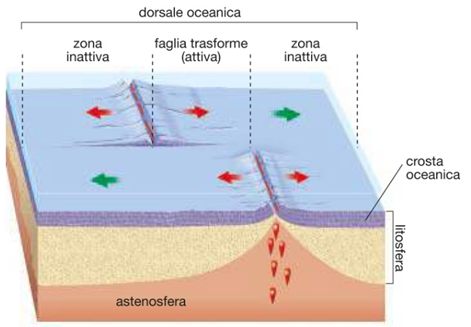 dorsale oceanica
zona
inattiva
faglia trasforme
(attiva)
zona
inattiva
crosta
oceanica
litosfera
astenosfera